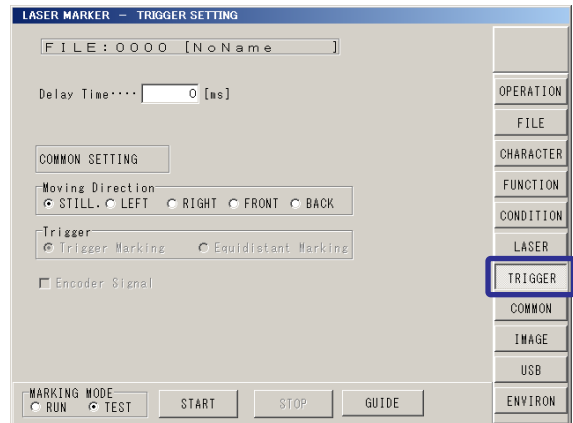 LASER MARKER － TRIGGER SETTING
FILE:0000 [NoName ]
Delay Time···· 0 [ms]
COMMON SETTING
Moving Direction
STILL. LEFT RIGHT FRONT BACK
Trigger
Trigger Marking Equidistant Marking
Encoder Signal
MARKING MODE
RUN TEST START STOP GUIDE
OPERATION
FILE
CHARACTER
FUNCTION
CONDITION
LASER
TRIGGER
COMMON
IMAGE
USB
ENVIRON